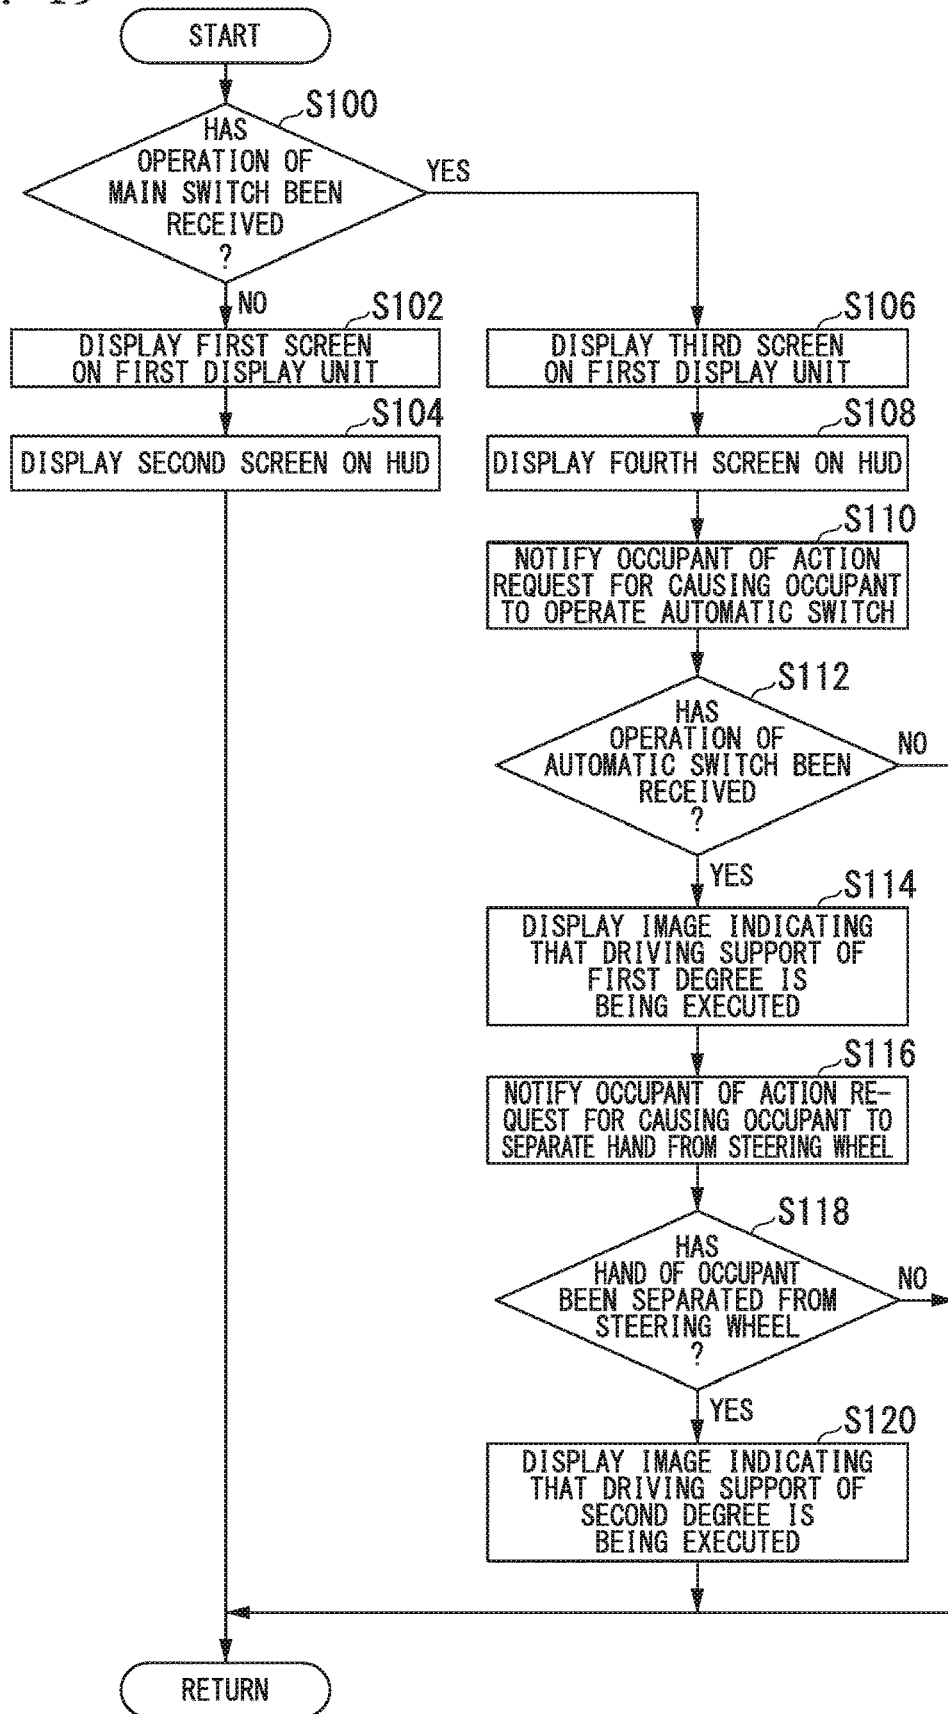 START
S100
HAS
OPERATION OF
MAIN SWITCH BEEN
RECEIVED
?
YES
NO
S102
DISPLAY FIRST SCREEN
ON FIRST DISPLAY UNIT
S104
DISPLAY SECOND SCREEN ON HUD
S106
DISPLAY THIRD SCREEN
ON FIRST DISPLAY UNIT
S108
DISPLAY FOURTH SCREEN ON HUD
S110
NOTIFY OCCUPANT OF ACTION
REQUEST FOR CAUSING OCCUPANT
TO OPERATE AUTOMATIC SWITCH
S112
HAS
OPERATION OF
AUTOMATIC SWITCH BEEN
RECEIVED
?
NO
YES
S114
DISPLAY IMAGE INDICATING
THAT DRIVING SUPPORT OF
FIRST DEGREE IS
BEING EXECUTED
S116
NOTIFY OCCUPANT OF ACTION RE-
QUEST FOR CAUSING OCCUPANT TO
SEPARATE HAND FROM STEERING WHEEL
S118
HAS
HAND OF OCCUPANT
BEEN SEPARATED FROM
STEERING WHEEL
?
NO
YES
S120
DISPLAY IMAGE INDICATING
THAT DRIVING SUPPORT OF
SECOND DEGREE IS
BEING EXECUTED
RETURN